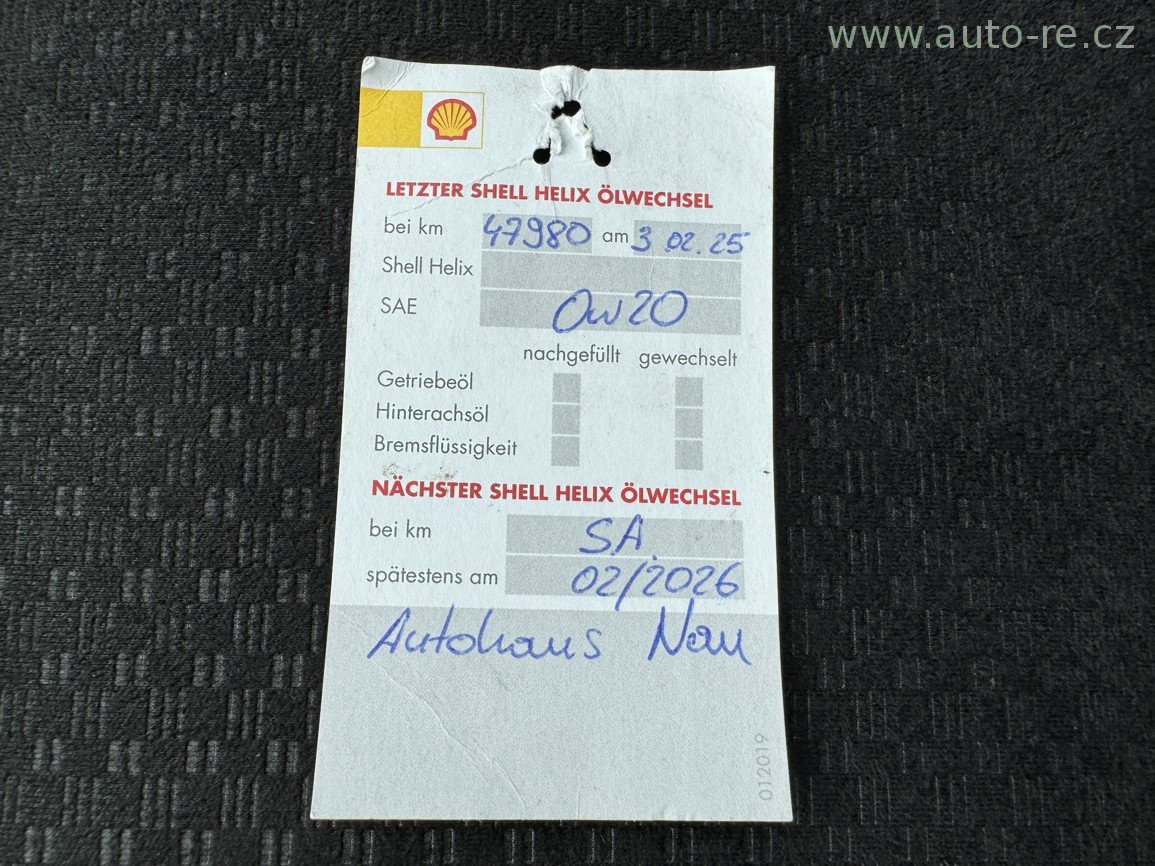 www.auto-re.cz
LETZTER SHELL HELIX ÖLWECHSEL
bei km 47980 am 3.02.25
Shell Helix
SAE 0w20
nachgefüllt gewechselt
Getriebeöl
Hinterachsöl
Bremsflüssigkeit
NÄCHSTER SHELL HELIX ÖLWECHSEL
bei km S.A.
spätestens am 02/2026
Autohaus Nau
012019